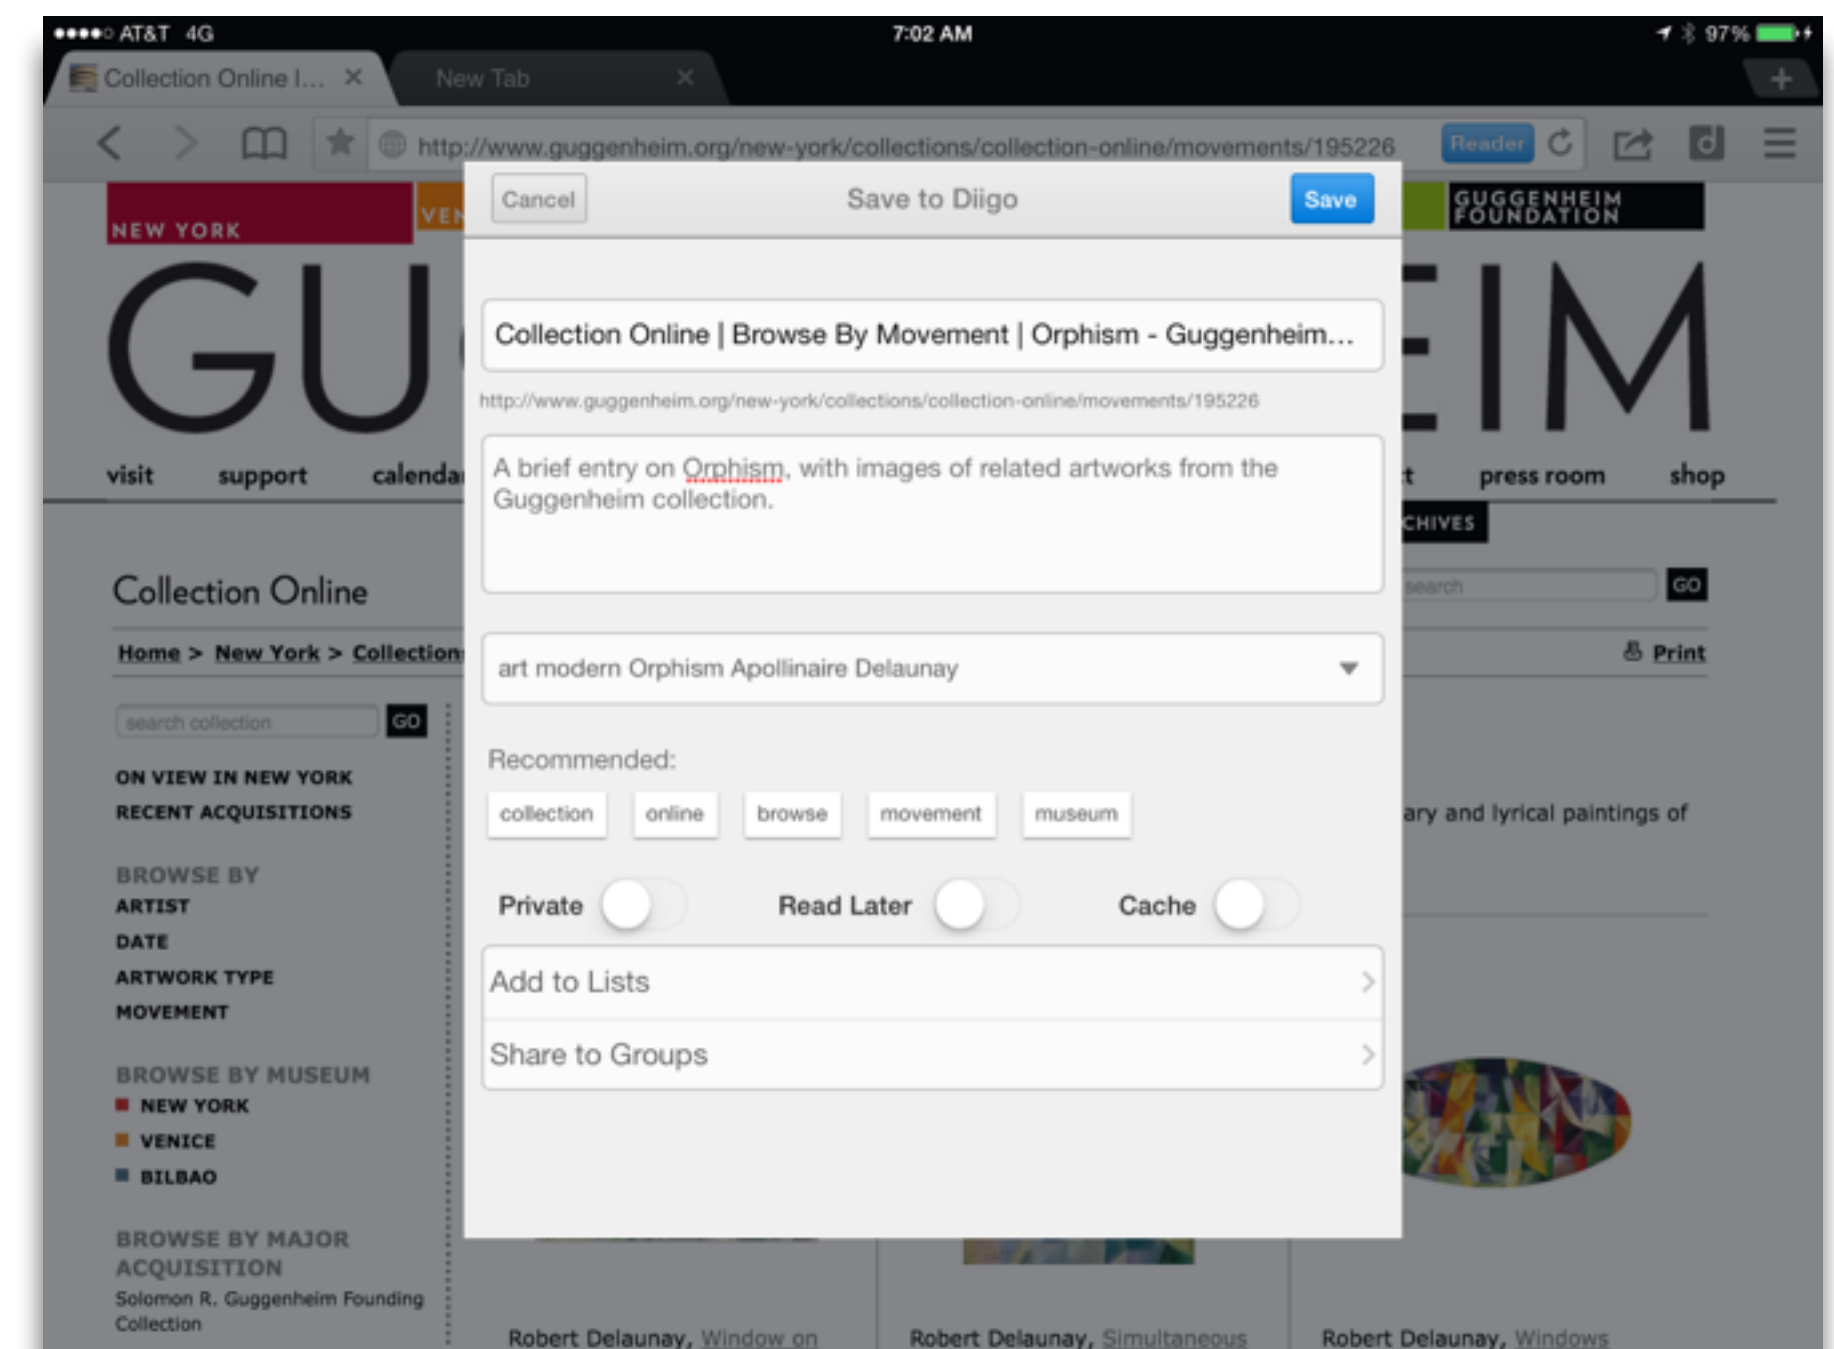 AT&T 4G 7:02 AM 97%
Collection Online I... New Tab
http://www.guggenheim.org/new-york/collections/collection-online/movements/195226 Reader
Cancel Save to Diigo Save
NEW YORK VEN GUGGENHEIM
FOUNDATION
GU EIM
Collection Online | Browse By Movement | Orphism - Guggenheim...
http://www.guggenheim.org/new-york/collections/collection-online/movements/195226
visit support calenda t press room shop
A brief entry on Orphism, with images of related artworks from the
Guggenheim collection.
CHIVES
Collection Online search GO
Home > New York > Collection Print
art modern Orphism Apollinaire Delaunay
search collection GO
Recommended:
collection online browse movement museum
ON VIEW IN NEW YORK
RECENT ACQUISITIONS
ary and lyrical paintings of
BROWSE BY
ARTIST
DATE
ARTWORK TYPE
MOVEMENT
Private Read Later Cache
Add to Lists
Share to Groups
BROWSE BY MUSEUM
NEW YORK
VENICE
BILBAO
BROWSE BY MAJOR
ACQUISITION
Solomon R. Guggenheim Founding
Collection
Robert Delaunay, Window on
Robert Delaunay, Simultaneous
Robert Delaunay, Windows